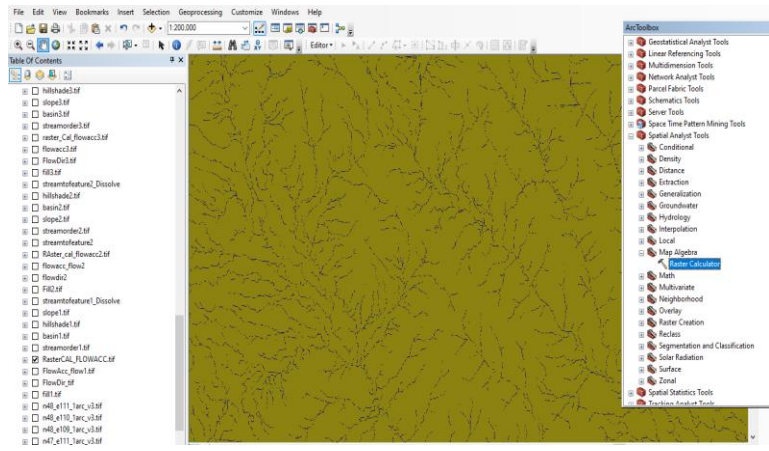 File Edit View Bookmarks Insert Selection Geoprocessing Customize Windows Help
1:200,000
Editor
Table Of Contents
hillshade3.tif
slope3.tif
basin3.tif
streamorder3.tif
raster_Cal_flowacc3.tif
flowacc3.tif
FlowDir3.tif
fill3.tif
streamtofeature2_Dissolve
hillshade2.tif
basin2.tif
slope2.tif
streamorder2.tif
streamtofeature2
RAster_cal_flowacc2.tif
flowacc_flow2
flowdir2
Fill2.tif
streamtofeature1_Dissolve
slope1.tif
hillshade1.tif
basin1.tif
streamorder1.tif
RasterCAL_FLOWACC.tif
FlowAcc_flow1.tif
FlowDir_tif
fill1.tif
n48_e111_1arc_v3.tif
n48_e110_1arc_v3.tif
n48_e109_1arc_v3.tif
n47_e111_1arc_v3.tif
ArcToolbox
Geostatistical Analyst Tools
Linear Referencing Tools
Multidimension Tools
Network Analyst Tools
Parcel Fabric Tools
Schematics Tools
Server Tools
Space Time Pattern Mining Tools
Spatial Analyst Tools
Conditional
Density
Distance
Extraction
Generalization
Groundwater
Hydrology
Interpolation
Local
Map Algebra
Raster Calculator
Math
Multivariate
Neighborhood
Overlay
Raster Creation
Reclass
Segmentation and Classification
Solar Radiation
Surface
Zonal
Spatial Statistics Tools
Tracking Analyst Tools